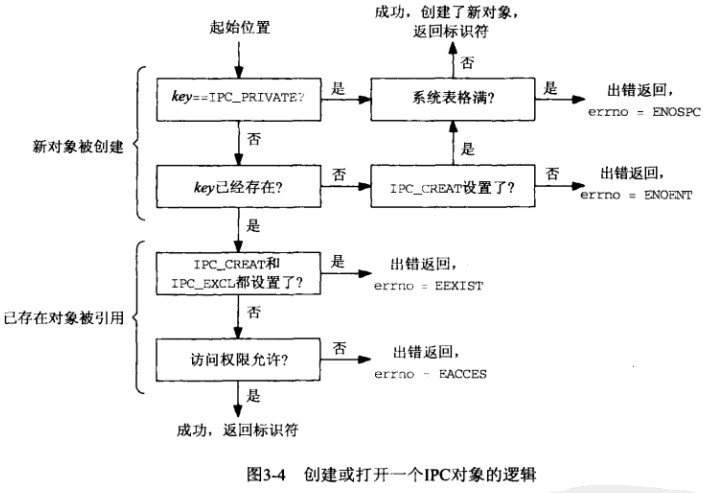 起始位置
成功，创建了新对象，
返回标识符
否
key==IPC_PRIVATE?
是
系统表格满?
是
出错返回，
errno = ENOSPC
否
是
新对象被创建
key已经存在?
否
IPC_CREAT设置了?
否
出错返回，
errno = ENOENT
是
IPC_CREAT和
IPC_EXCL都设置了?
是
出错返回，
errno = EEXIST
已存在对象被引用
否
访问权限允许?
否
出错返回，
errno = EACCES
是
成功，返回标识符
图3-4 创建或打开一个IPC对象的逻辑